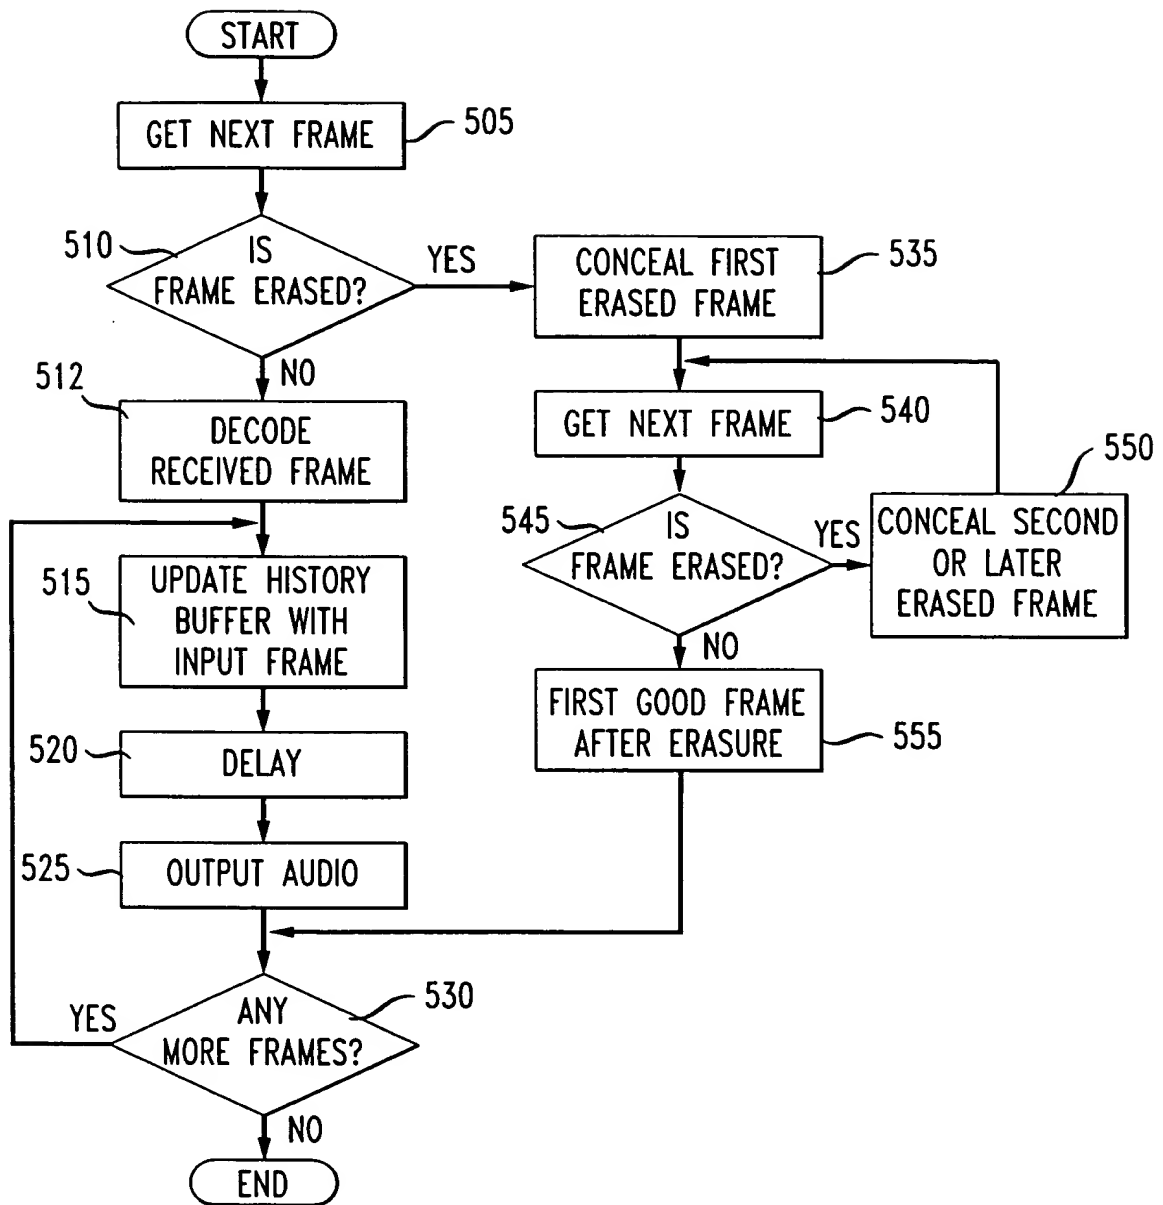 START
GET NEXT FRAME
505
510
IS
FRAME ERASED?
YES
NO
CONCEAL FIRST
ERASED FRAME
535
512
DECODE
RECEIVED FRAME
GET NEXT FRAME
540
545
IS
FRAME ERASED?
YES
NO
550
CONCEAL SECOND
OR LATER
ERASED FRAME
515
UPDATE HISTORY
BUFFER WITH
INPUT FRAME
FIRST GOOD FRAME
AFTER ERASURE
555
520
DELAY
525
OUTPUT AUDIO
530
YES
ANY
MORE FRAMES?
NO
END